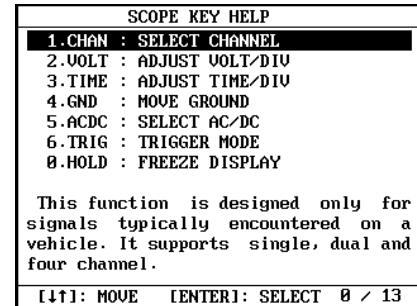 SCOPE KEY HELP
1.CHAN : SELECT CHANNEL
2.VOLT : ADJUST VOLT/DIV
3.TIME : ADJUST TIME/DIV
4.GND : MOVE GROUND
5.ACDC : SELECT AC/DC
6.TRIG : TRIGGER MODE
0.HOLD : FREEZE DISPLAY
This function is designed only for
signals typically encountered on a
vehicle. It supports single, dual and
four channel.
[↓↑]: MOVE [ENTER]: SELECT 0 / 13